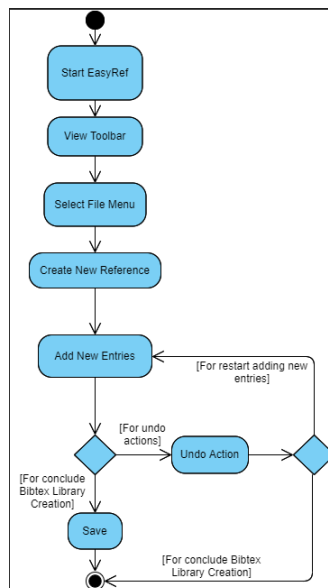 Start EasyRef
View Toolbar
Select File Menu
Create New Reference
Add New Entries
[For restart adding new
entries]
[For undo
actions]
Undo Action
[For conclude
Bibtex Library
Creation]
Save
[For conclude Bibtex
Library Creation]